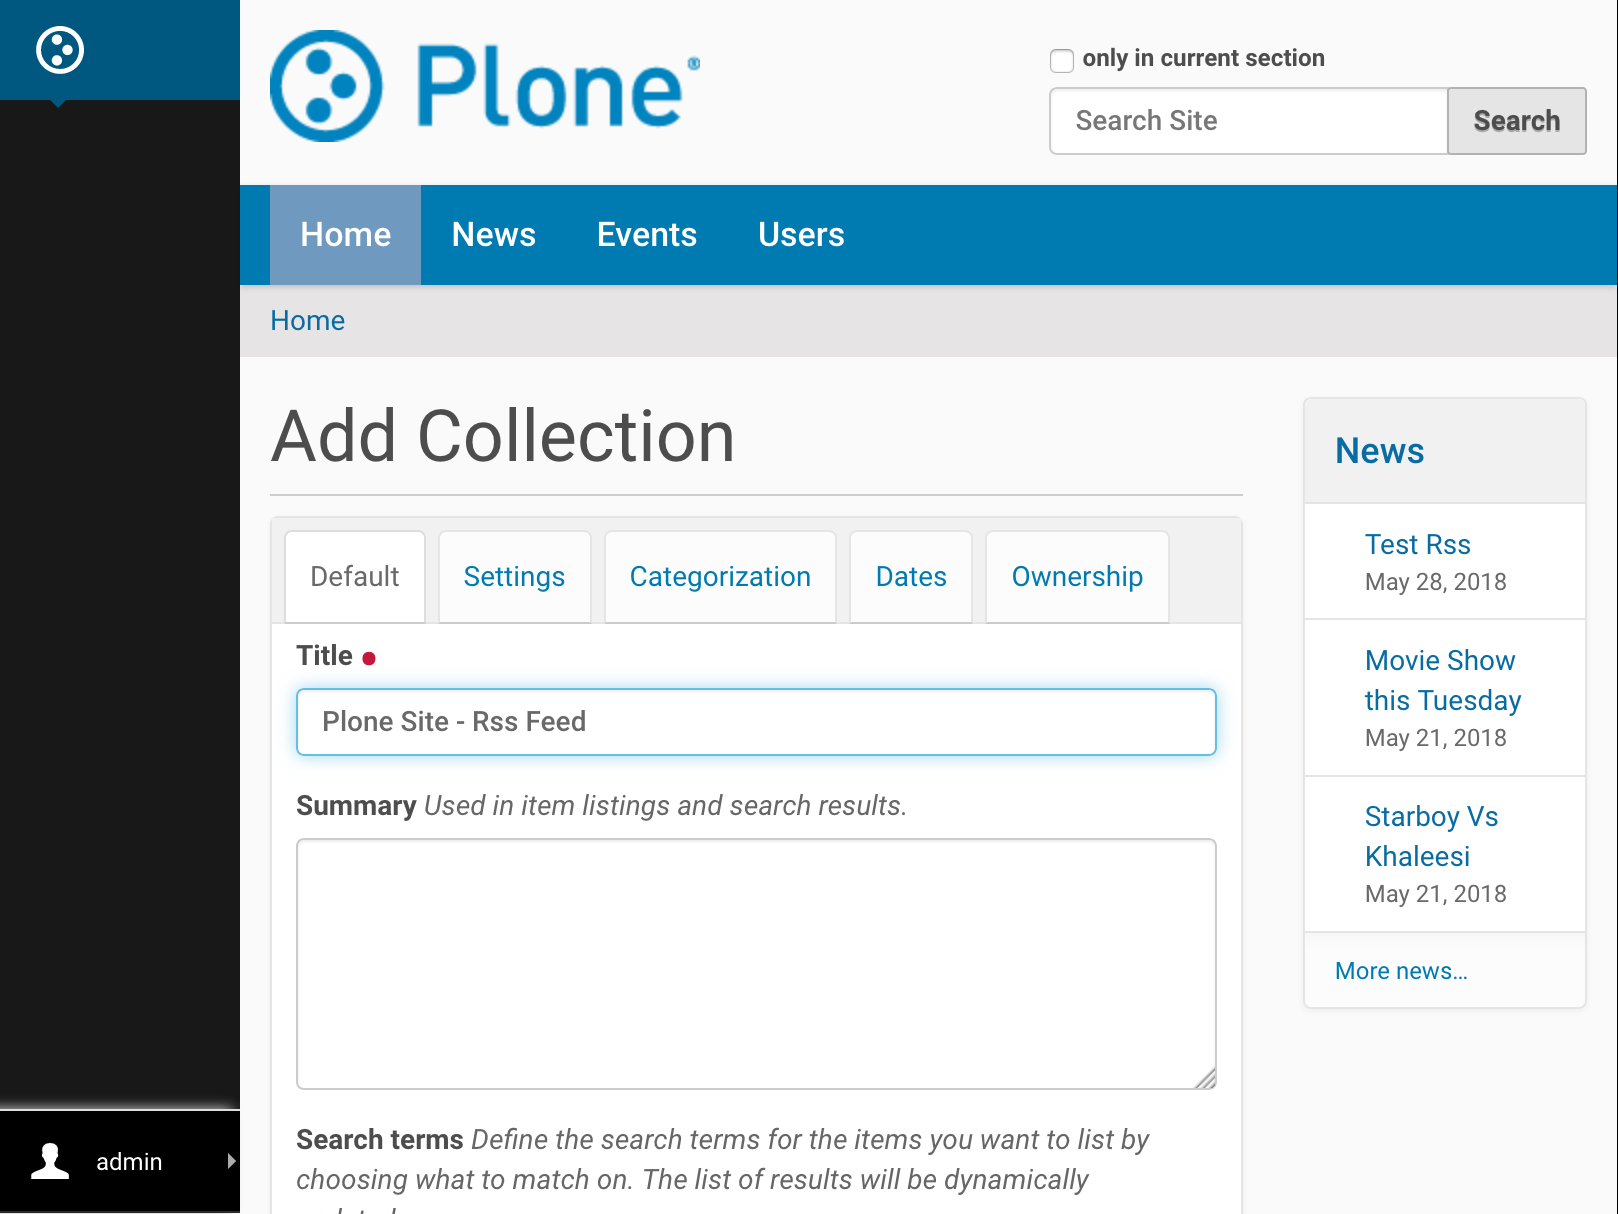 Plone®
only in current section
Search Site
Search
Home
News
Events
Users
Home
Add Collection
Default
Settings
Categorization
Dates
Ownership
Title
Plone Site - Rss Feed
Summary Used in item listings and search results.
Search terms Define the search terms for the items you want to list by
choosing what to match on. The list of results will be dynamically
News
Test Rss
May 28, 2018
Movie Show
this Tuesday
May 21, 2018
Starboy Vs
Khaleesi
May 21, 2018
More news...
admin